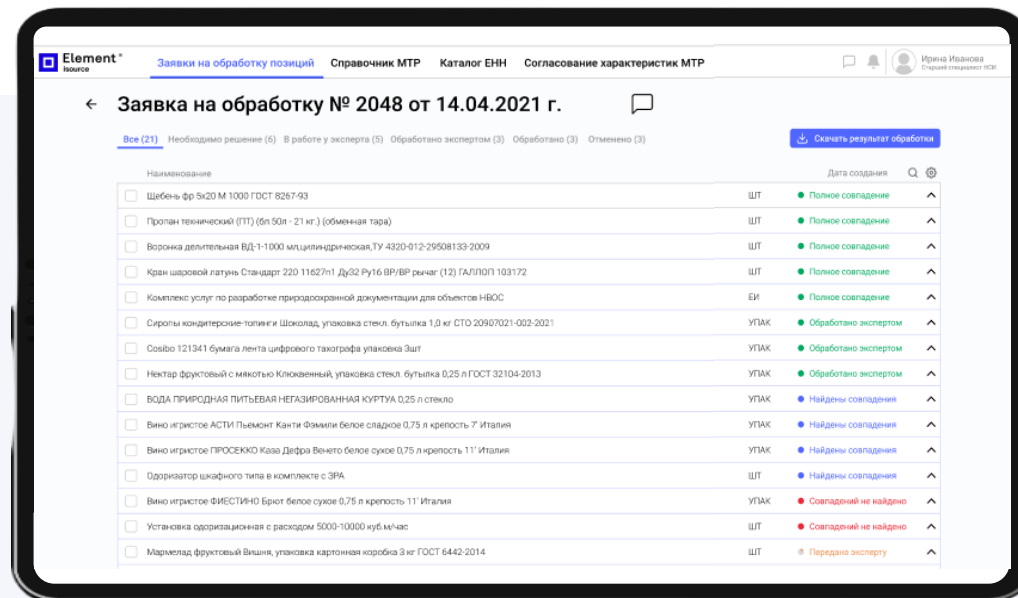 Element
isource
Заявки на обработку позиций Справочник МТР Каталог ЕНН Согласование характеристик МТР
Ирина Иванова
Старший специалист НСИ
Заявка на обработку № 2048 от 14.04.2021 г.
Все (21) Необходимо решение (6) В работе у эксперта (5) Обработано экспертом (3) Обработано (3) Отменено (3)
Скачать результат обработки
Наименование Дата создания
Щебень фр 5х20 М 1000 ГОСТ 8267-93 ШТ Полное совпадение
Пропан технический (ПТ) (бл 50л - 21 кг.) (обменная тара) ШТ Полное совпадение
Воронка делительная ВД-1-1000 мл,цилиндрическая,ТУ 4320-012-29508133-2009 ШТ Полное совпадение
Кран шаровой латунь Стандарт 220 11627п1 Ду32 Ру16 ВР/ВР рычаг (12) ГАЛЛОП 103172 ШТ Полное совпадение
Комплекс услуг по разработке природоохранной документации для объектов НВОС ЕИ Полное совпадение
Сиропы кондитерские-топинги Шоколад, упаковка стекл. бутылка 1,0 кг СТО 20907021-002-2021 УПАК Обработано экспертом
Cosibo 121341 бумага лента цифрового тахографа упаковка 3шт УПАК Обработано экспертом
Нектар фруктовый с мякотью Клюквенный, упаковка стекл. бутылка 0,25 л ГОСТ 32104-2013 УПАК Обработано экспертом
ВОДА ПРИРОДНАЯ ПИТЬЕВАЯ НЕГАЗИРОВАННАЯ КУРТУА 0,25 л стекло УПАК Найдены совпадения
Вино игристое АСТИ Пьемонт Канти Фэмили белое сладкое 0,75 л крепость 7' Италия УПАК Найдены совпадения
Вино игристое ПРОСЕККО Каза Дефра Венето белое сухое 0,75 л крепость 11' Италия УПАК Найдены совпадения
Одоризатор шкафного типа в комплекте с ЗРА ШТ Найдены совпадения
Вино игристое ФИЕСТИНО Брют белое сухое 0,75 л крепость 11' Италия УПАК Совпадений не найдено
Установка одоризационная с расходом 5000-10000 куб.м/час ШТ Совпадений не найдено
Мармелад фруктовый Вишня, упаковка картонная коробка 3 кг ГОСТ 6442-2014 ШТ Передана эксперту